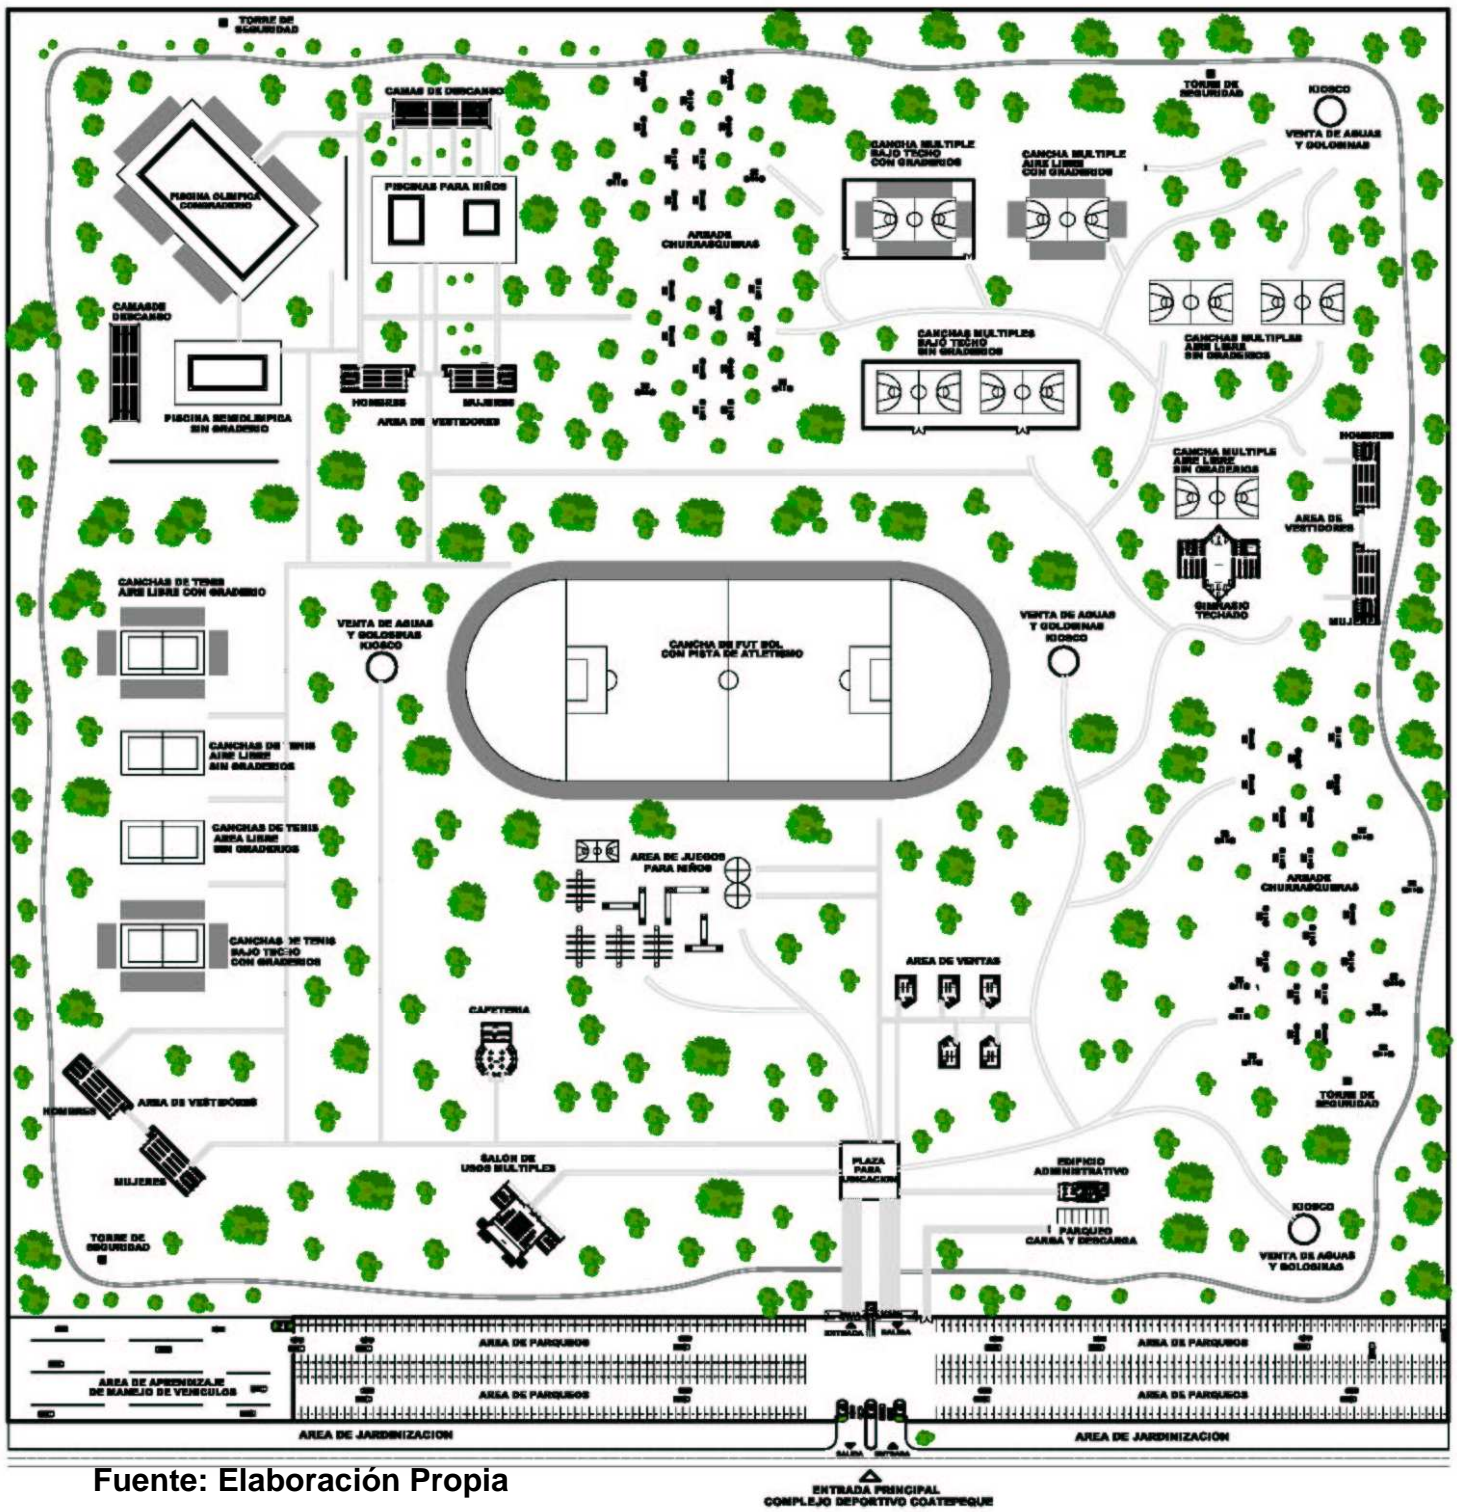 TORRE DE
SEGURIDAD
CAMAS DE DESCANSO
TORRE DE
SEGURIDAD
KIOSCO
VENTA DE AGUAS
Y GOLOSINAS
CANCHA MULTIPLE
BAJO TECHO
CON GRADERIOS
CANCHA MULTIPLE
AIRE LIBRE
CON GRADERIOS
PISCINA OLIMPICA
CONGRADERIO
PISCINAS PARA NIÑOS
AREADE
CHURRASQUERAS
CAMASDE
DESCANSO
CANCHAS MULTIPLES
BAJO TECHO
SIN GRADERIOS
CANCHAS MULTIPLES
AIRE LIBRE
SIN GRADERIOS
PISCINA SEMIOLIMPICA
SIN GRADERIO
HOMBRES
MUJERES
AREA DE VESTIDORES
CANCHA MULTIPLE
AIRE LIBRE
SIN GRADERIOS
HOMBRES
AREA DE
VESTIDORES
MUJERES
GIMNASIO
TECHADO
CANCHAS DE TENIS
AIRE LIBRE CON GRADERIO
VENTA DE AGUAS
Y GOLOSINAS
KIOSCO
CANCHA DE FUT BOL
CON PISTA DE ATLETISMO
VENTA DE AGUAS
Y GOLOSINAS
KIOSCO
CANCHAS DE TENIS
AIRE LIBRE
SIN GRADERIOS
CANCHAS DE TENIS
AREA LIBRE
SIN GRADERIOS
AREA DE JUEGOS
PARA NIÑOS
AREADE
CHURRASQUERAS
CANCHAS DE TENIS
BAJO TECHO
CON GRADERIOS
AREA DE VENTAS
CAFETERIA
HOMBRES
AREA DE VESTIDORES
MUJERES
TORRE DE
SEGURIDAD
SALON DE
USOS MULTIPLES
PLAZA
PARA
UBICACION
EDIFICIO
ADMINISTRATIVO
PARQUEO
CARGA Y DESCARGA
KIOSCO
VENTA DE AGUAS
Y GOLOSINAS
TORRE DE
SEGURIDAD
ENTRADA
SALIDA
AREA DE PARQUEOS
AREA DE PARQUEOS
AREA DE PARQUEOS
AREA DE PARQUEOS
AREA DE APRENDIZAJE
DE MANEJO DE VEHICULOS
AREA DE JARDINIZACION
AREA DE JARDINIZACIÓN
SALIDA
ENTRADA
Fuente: Elaboración Propia
ENTRADA PRINCIPAL
COMPLEJO DEPORTIVO COATEPEQUE